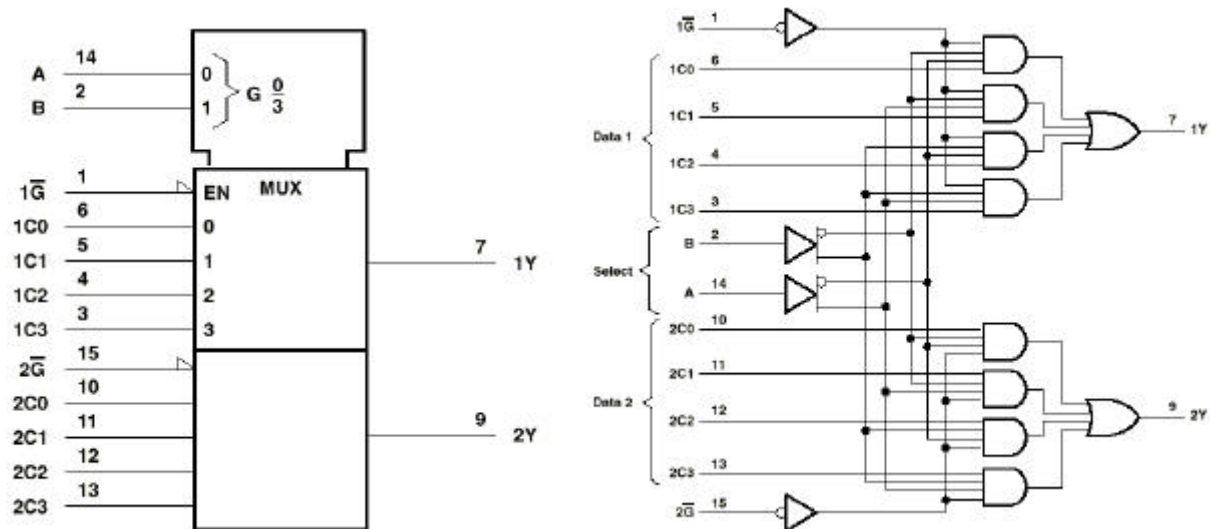 A 14
B 2
0
1
G 0/3
MUX
1G̅ 1 EN
1C0 6 0
1C1 5 1
1C2 4 2
1C3 3 3
7 1Y
2G̅ 15
2C0 10
2C1 11
2C2 12
2C3 13
9 2Y
1G̅ 1
Data 1
1C0 6
1C1 5
1C2 4
1C3 3
7 1Y
Select
B 2
A 14
Data 2
2C0 10
2C1 11
2C2 12
2C3 13
9 2Y
2G̅ 15